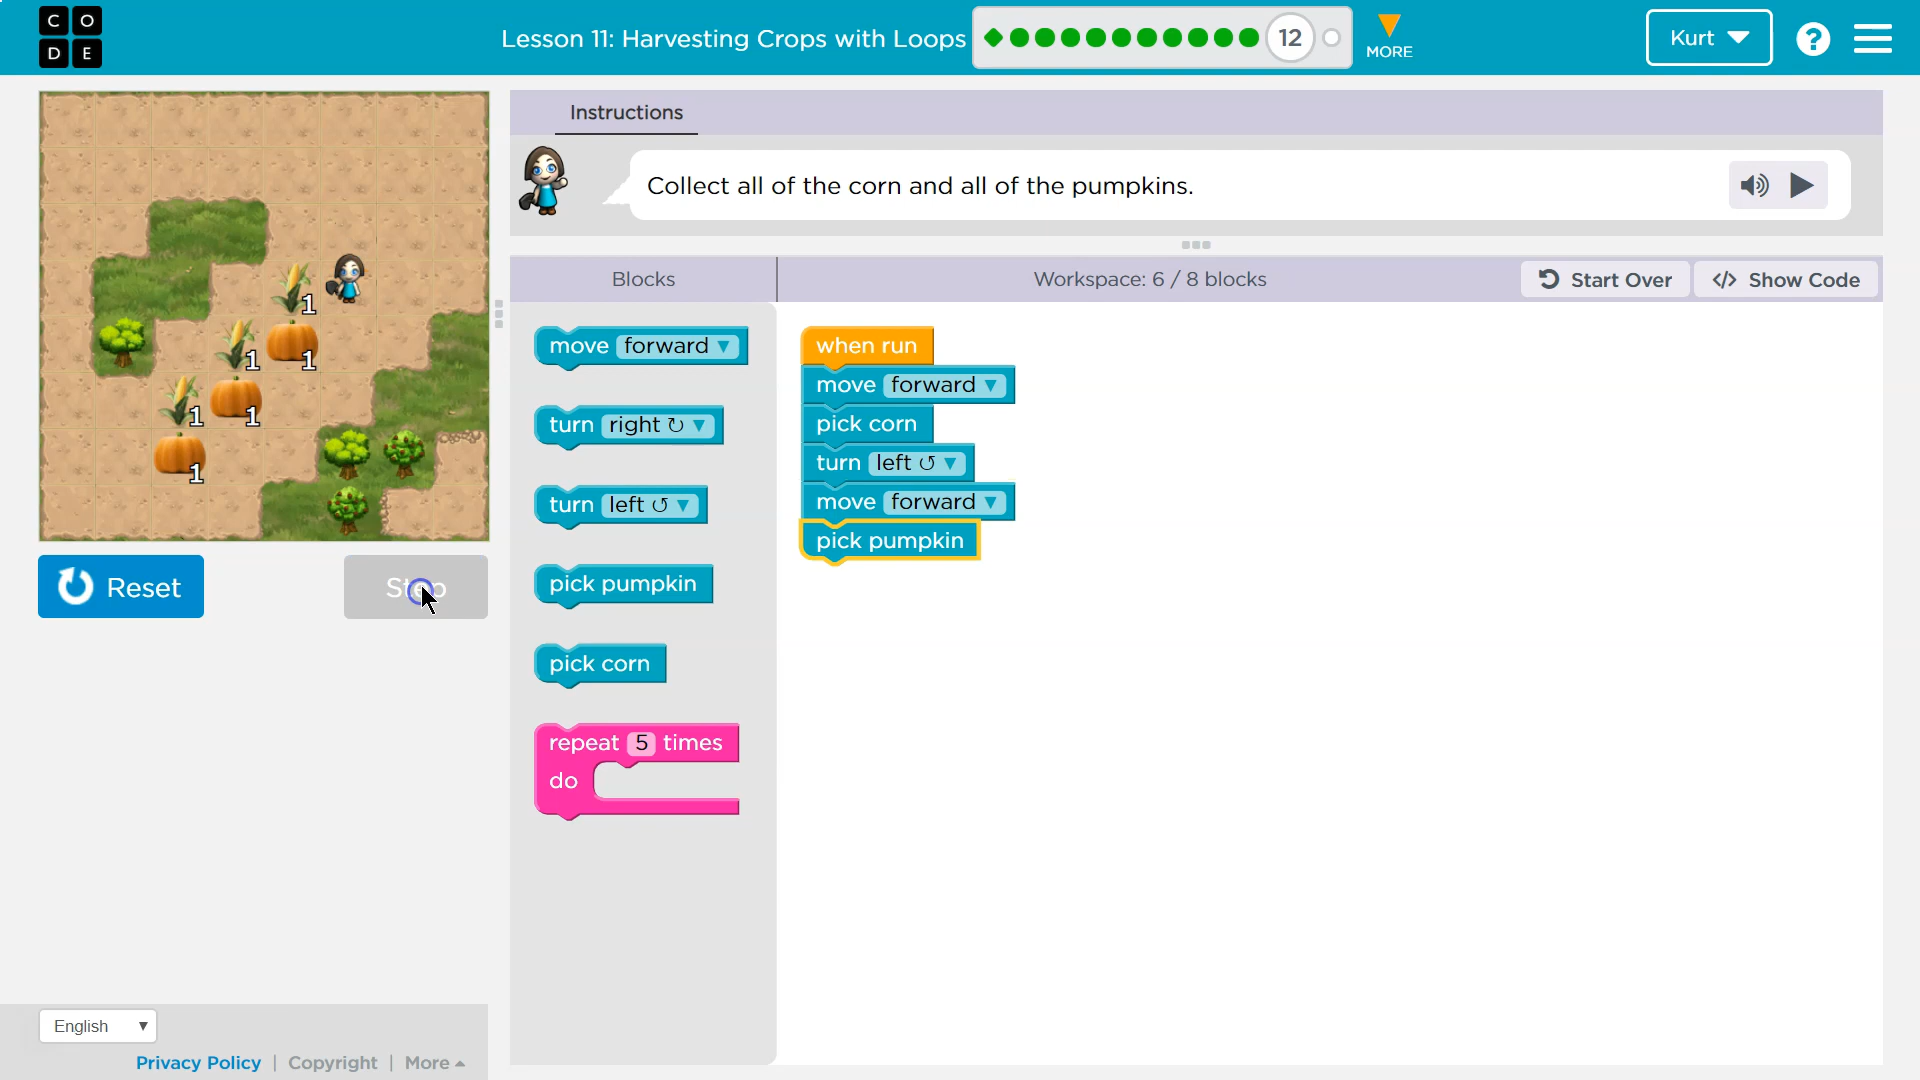 C O
D E
Lesson 11: Harvesting Crops with Loops
12
MORE
Kurt
?
Instructions
Collect all of the corn and all of the pumpkins.
Blocks
Workspace: 6 / 8 blocks
Start Over
</> Show Code
1
1
1
1
1
1
Reset
Step
move forward
turn right
turn left
pick pumpkin
pick corn
repeat 5 times
do
when run
move forward
pick corn
turn left
move forward
pick pumpkin
English
Privacy Policy | Copyright | More